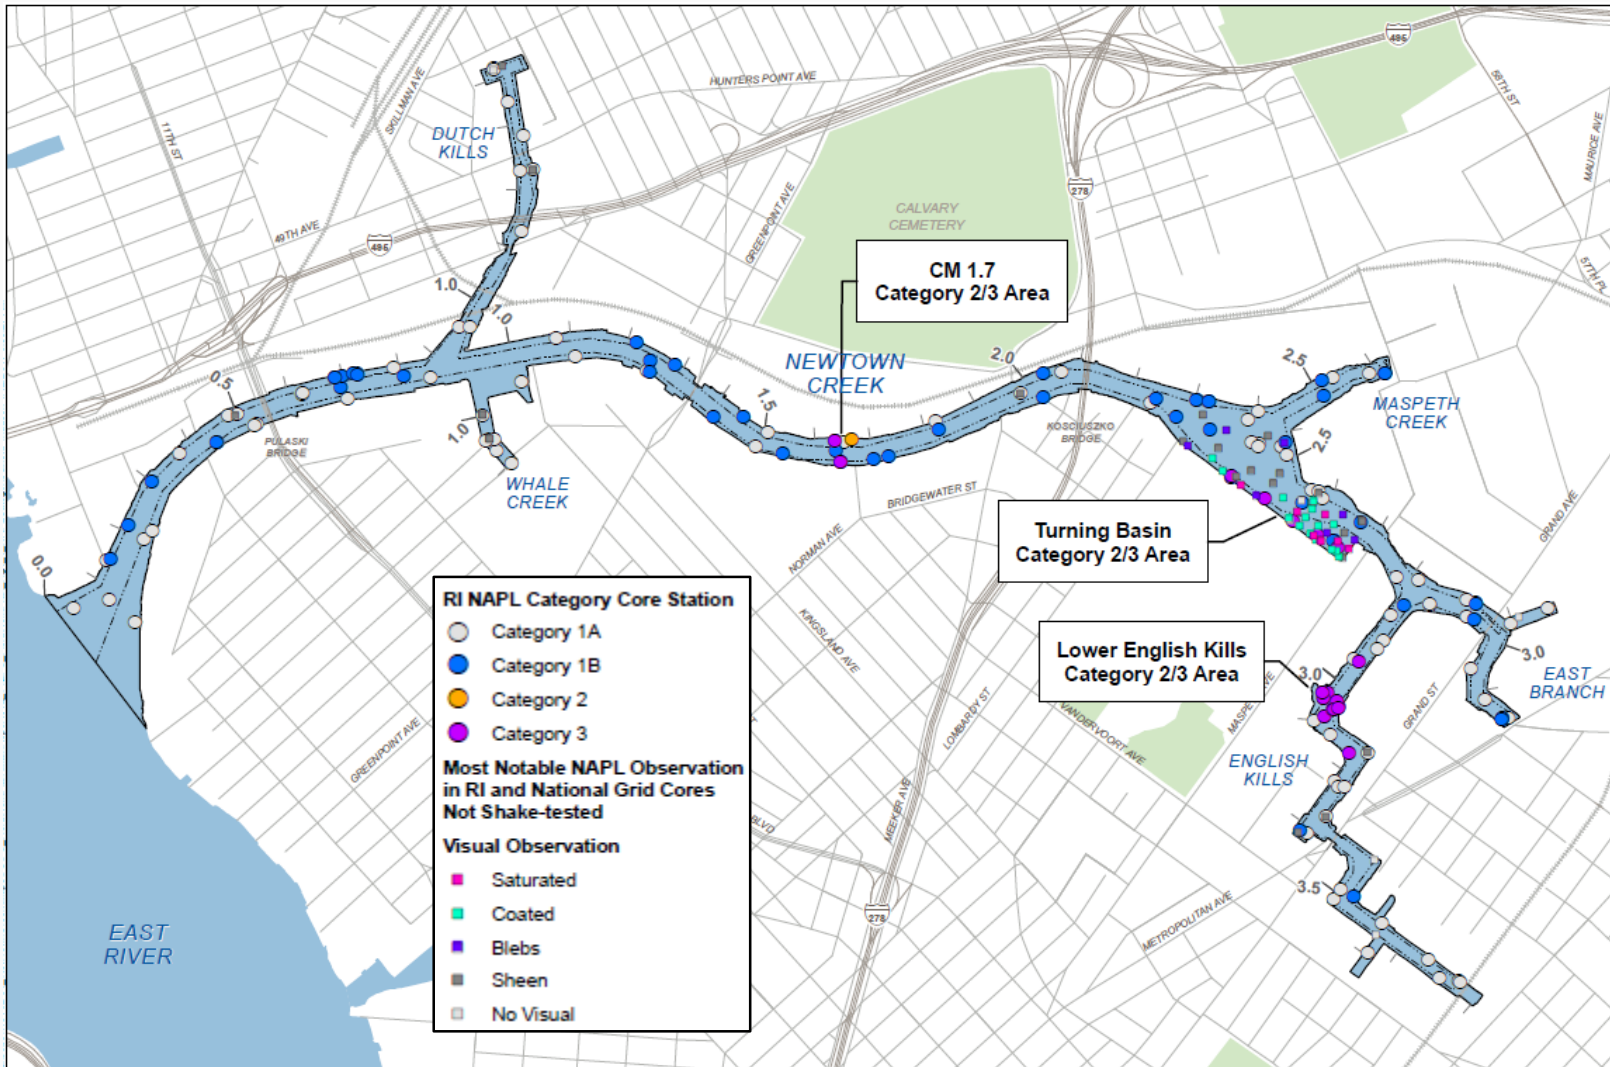 HUNTERS POINT AVE
495
58TH ST
MAURICE AVE
SKILLMAN AVE
11TH ST
DUTCH
KILLS
GREENPOINT AVE
278
CALVARY
CEMETERY
49TH AVE
495
57TH PL
CM 1.7
Category 2/3 Area
1.0
1.0
NEWTOWN
CREEK
2.0
2.5
0.5
1.5
MASPETH
CREEK
KOSCIUSZKO
BRIDGE
PULASKI
BRIDGE
1.0
2.5
WHALE
CREEK
BRIDGEWATER ST
GRAND AVE
Turning Basin
Category 2/3 Area
NORMAN AVE
0.0
RI NAPL Category Core Station
Category 1A
Category 1B
Category 2
Category 3
Most Notable NAPL Observation
in RI and National Grid Cores
Not Shake-tested
Visual Observation
Saturated
Coated
Blebs
Sheen
No Visual
KINGSLAND AVE
Lower English Kills
Category 2/3 Area
3.0
3.0
EAST
BRANCH
LOMBARDY ST
VANDERVOORT AVE
GRAND ST
GREENPOINT AVE
ENGLISH
KILLS
MEEKER AVE
BLVD
3.5
278
METROPOLITAN AVE
EAST
RIVER